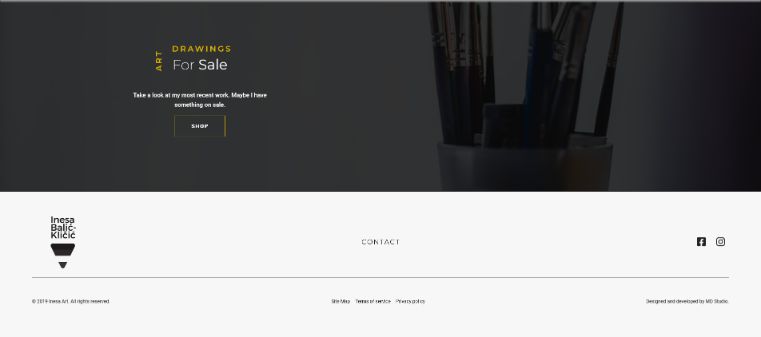 ART
DRAWINGS
For Sale
Take a look at my most recent work. Maybe I have
something on sale.
SHOP
Inesa
Balić-
Kličić
CONTACT
© 2019 Inesa Art. All rights reserved.
Site Map Terms of service Privacy policy
Designed and developed by MD Studio.